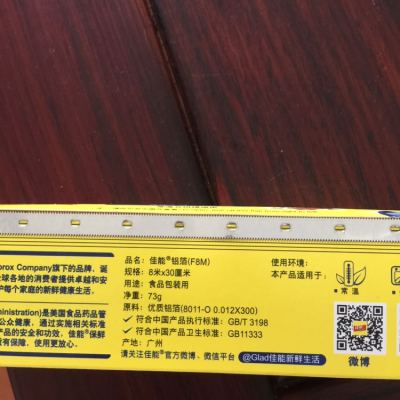 orox Company旗下的品牌，诞
全球各地的消费者提供卓越和安
护每个家庭的新鲜健康生活。
ministration)是美国食品药品管
公众健康，通过实施相关标准
产品的安全和功效。佳能®保鲜
有保障，使用更放心。
品名：佳能®铝箔(F8M)
规格：8米x30厘米
用途：食品包装用
净重：73g
原料：优质铝箔(8011-O 0.012X300)
✓ 符合中国产品执行标准：GB/T 3198
✓ 符合中国产品卫生标准：GB11333
产地：广州
请关注佳能®官方微博、微信平台 @Glad佳能新鲜生活
使用环境：
本产品适用于：
常温
微博